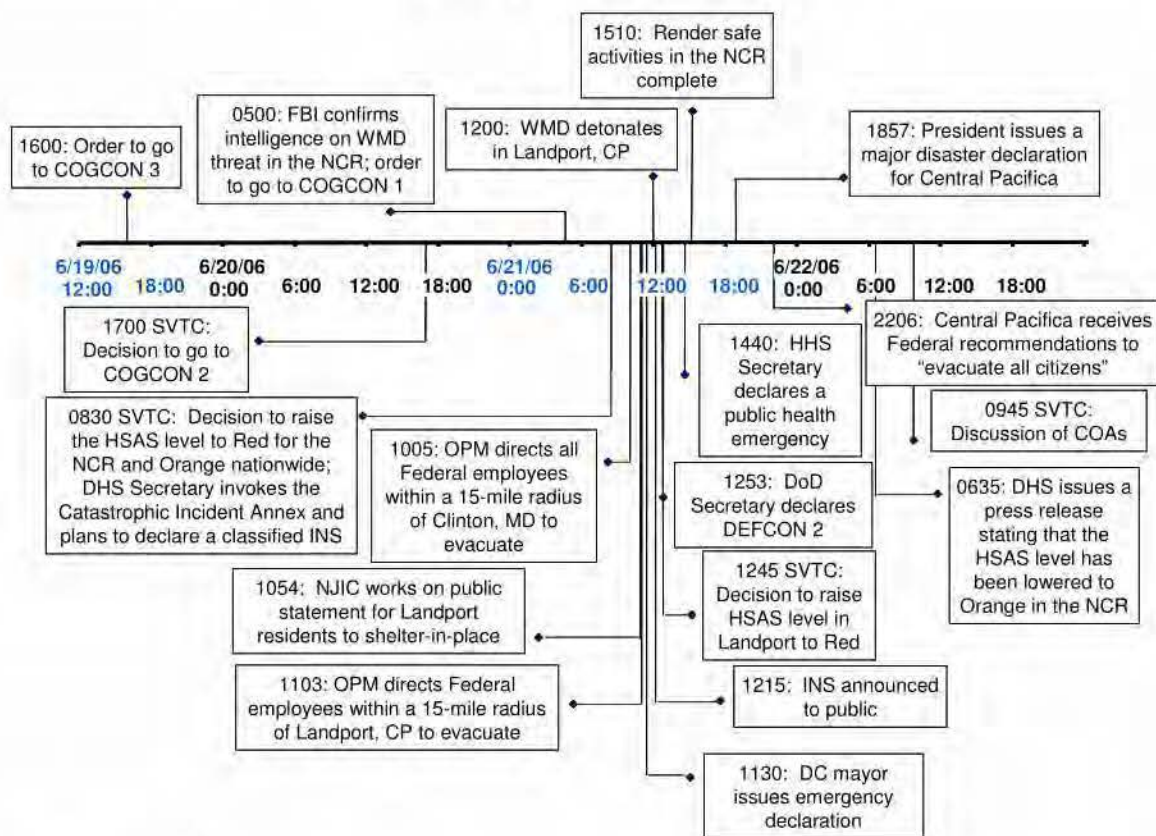 1510: Render safe
activities in the NCR
complete
0500: FBI confirms
intelligence on WMD
threat in the NCR; order
to go to COGCON 1
1200: WMD detonates
in Landport, CP
1857: President issues a
major disaster declaration
for Central Pacifica
1600: Order to go
to COGCON 3
6/19/06
12:00
18:00
6/20/06
0:00
6:00
12:00
18:00
6/21/06
0:00
6:00
12:00
18:00
6/22/06
0:00
6:00
12:00
18:00
1700 SVTC:
Decision to go to
COGCON 2
1440: HHS
Secretary
declares a
public health
emergency
2206: Central Pacifica receives
Federal recommendations to
“evacuate all citizens”
0830 SVTC: Decision to raise
the HSAS level to Red for the
NCR and Orange nationwide;
DHS Secretary invokes the
Catastrophic Incident Annex and
plans to declare a classified INS
1005: OPM directs all
Federal employees
within a 15-mile radius
of Clinton, MD to
evacuate
0945 SVTC:
Discussion of COAs
1253: DoD
Secretary declares
DEFCON 2
0635: DHS issues a
press release
stating that the
HSAS level has
been lowered to
Orange in the NCR
1054: NJIC works on public
statement for Landport
residents to shelter-in-place
1245 SVTC:
Decision to raise
HSAS level in
Landport to Red
1103: OPM directs Federal
employees within a 15-mile radius
of Landport, CP to evacuate
1215: INS announced
to public
1130: DC mayor
issues emergency
declaration